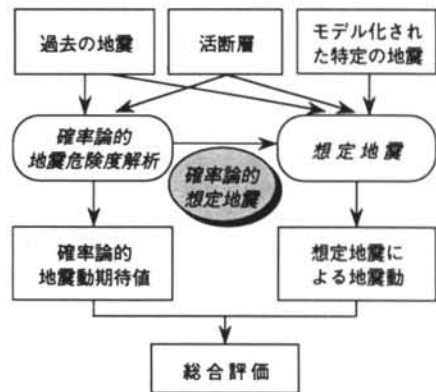 過去の地震
活断層
モデル化され
た特定の地震
確率論的
地震危険度解析
想定地震
確率論的
想定地震
確率論的
地震動期待値
想定地震に
よる地震動
総合評価